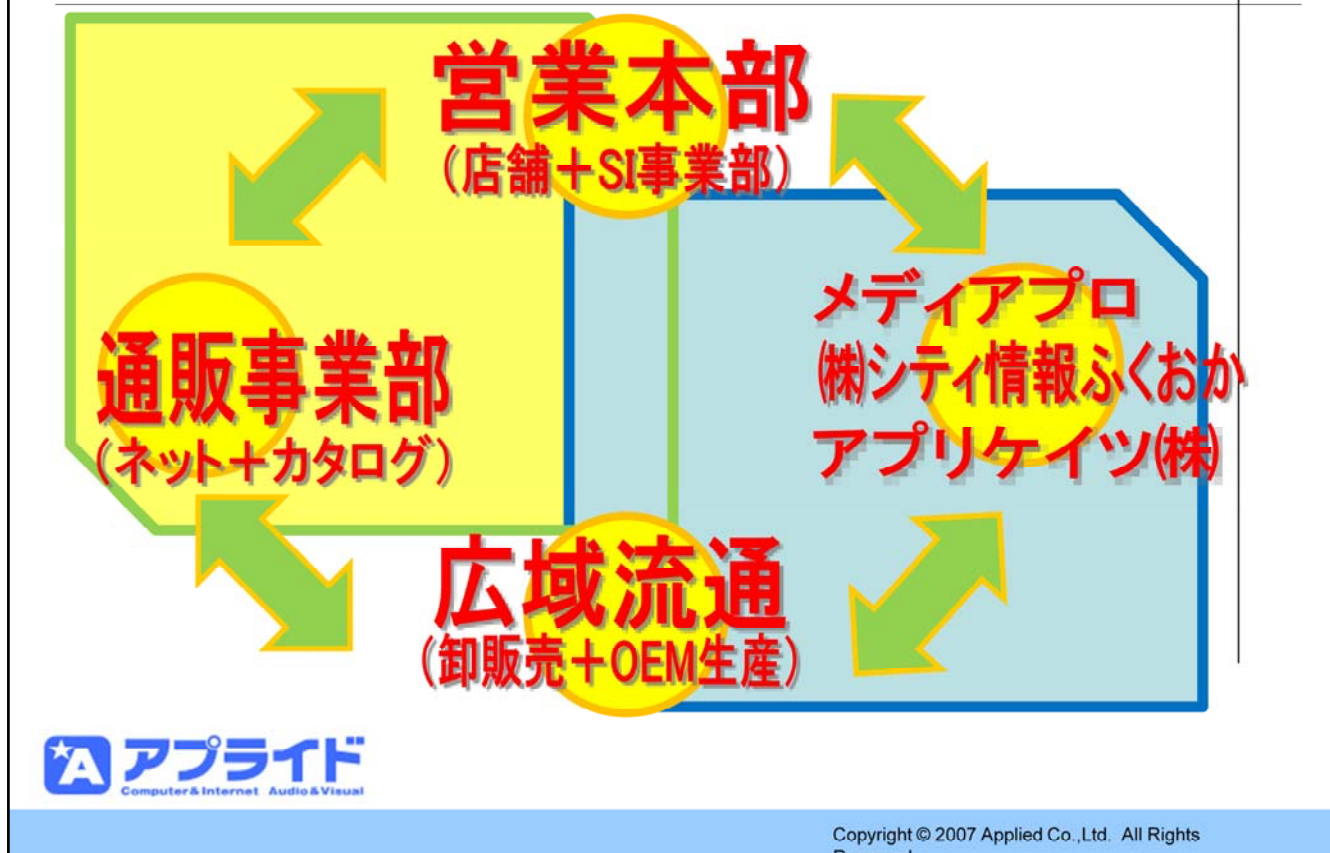 営業本部
(店舗＋SI事業部)
通販事業部
(ネット＋カタログ)
メディアプロ
㈱シティ情報ふくおか
アプリケイツ㈱
広域流通
(卸販売＋OEM生産)
A アプライド
Computer & Internet Audio & Visual
Copyright © 2007 Applied Co.,Ltd. All Rights